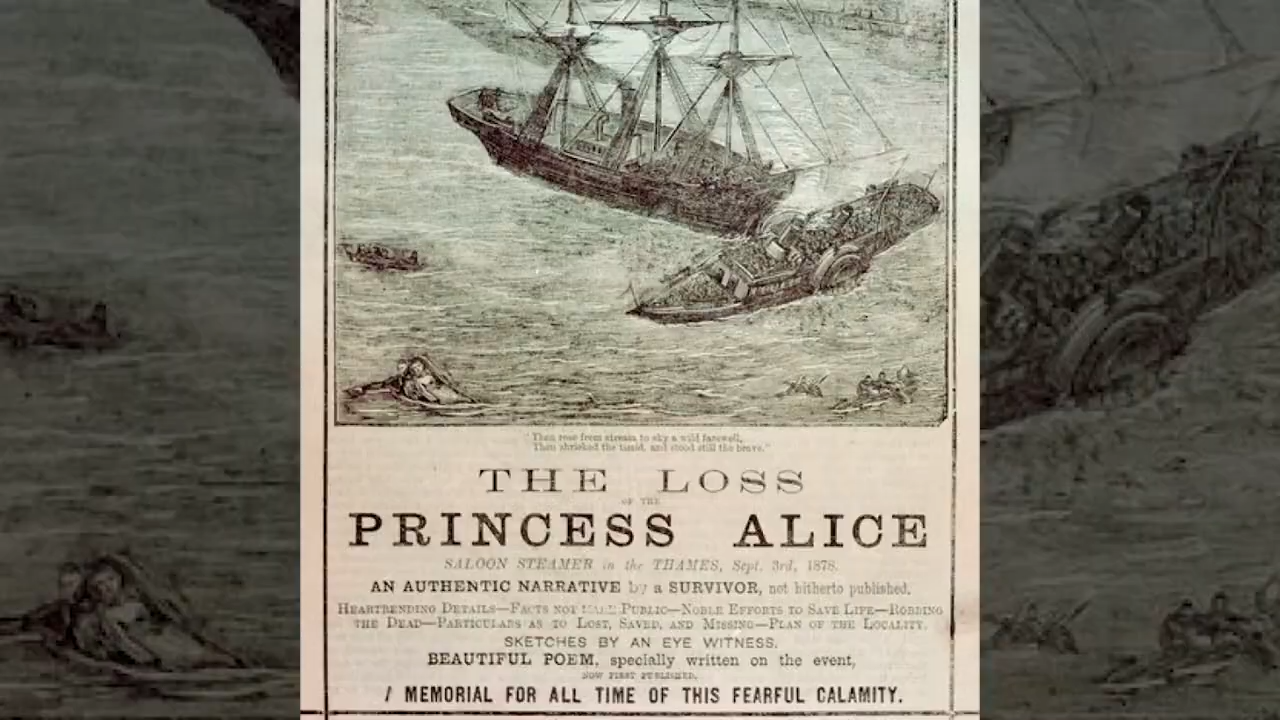 "Then rose from stream to sky a wild farewell,
Then shrieked the timid, and stood still the brave."
THE LOSS
OF THE
PRINCESS ALICE
SALOON STEAMER in the THAMES, Sept. 3rd, 1878.
AN AUTHENTIC NARRATIVE by a SURVIVOR, not hitherto published.
HEARTRENDING DETAILS—FACTS NOT MADE PUBLIC—NOBLE EFFORTS TO SAVE LIFE—ROBBING
THE DEAD—PARTICULARS AS TO LOST, SAVED, AND MISSING—PLAN OF THE LOCALITY.
SKETCHES BY AN EYE WITNESS.
BEAUTIFUL POEM, specially written on the event,
NOW FIRST PUBLISHED.
MEMORIAL FOR ALL TIME OF THIS FEARFUL CALAMITY.